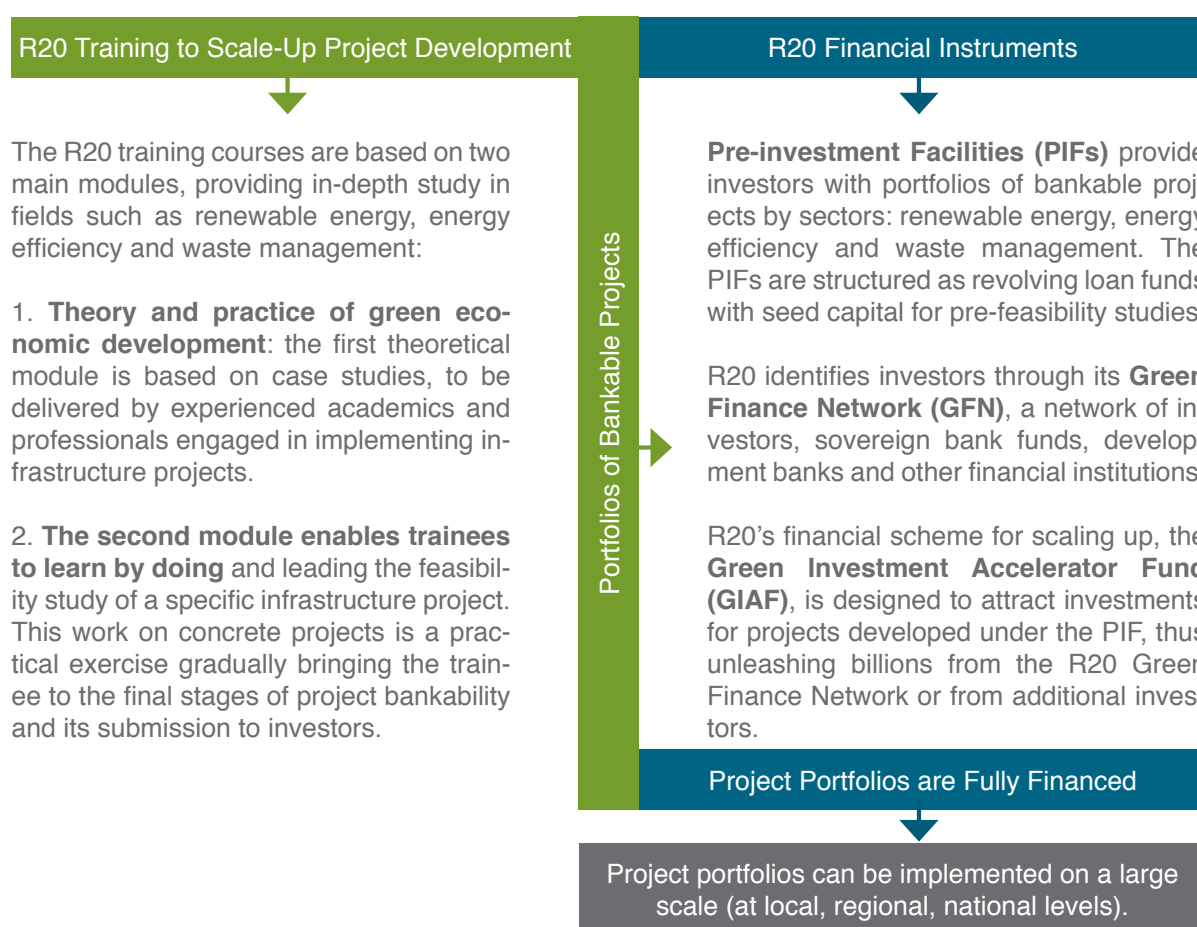 R20 Training to Scale-Up Project Development
The R20 training courses are based on two
main modules, providing in-depth study in
fields such as renewable energy, energy
efficiency and waste management:
1. Theory and practice of green eco-
nomic development: the first theoretical
module is based on case studies, to be
delivered by experienced academics and
professionals engaged in implementing in-
frastructure projects.
2. The second module enables trainees
to learn by doing and leading the feasibil-
ity study of a specific infrastructure project.
This work on concrete projects is a prac-
tical exercise gradually bringing the train-
ee to the final stages of project bankability
and its submission to investors.
Portfolios of Bankable Projects
R20 Financial Instruments
Pre-investment Facilities (PIFs) provide
investors with portfolios of bankable proj
ects by sectors: renewable energy, energy
efficiency and waste management. The
PIFs are structured as revolving loan funds
with seed capital for pre-feasibility studies
R20 identifies investors through its Green
Finance Network (GFN), a network of in
vestors, sovereign bank funds, develop
ment banks and other financial institutions
R20's financial scheme for scaling up, the
Green Investment Accelerator Fund
(GIAF), is designed to attract investments
for projects developed under the PIF, thus
unleashing billions from the R20 Green
Finance Network or from additional inves
tors.
Project Portfolios are Fully Financed
Project portfolios can be implemented on a large
scale (at local, regional, national levels).